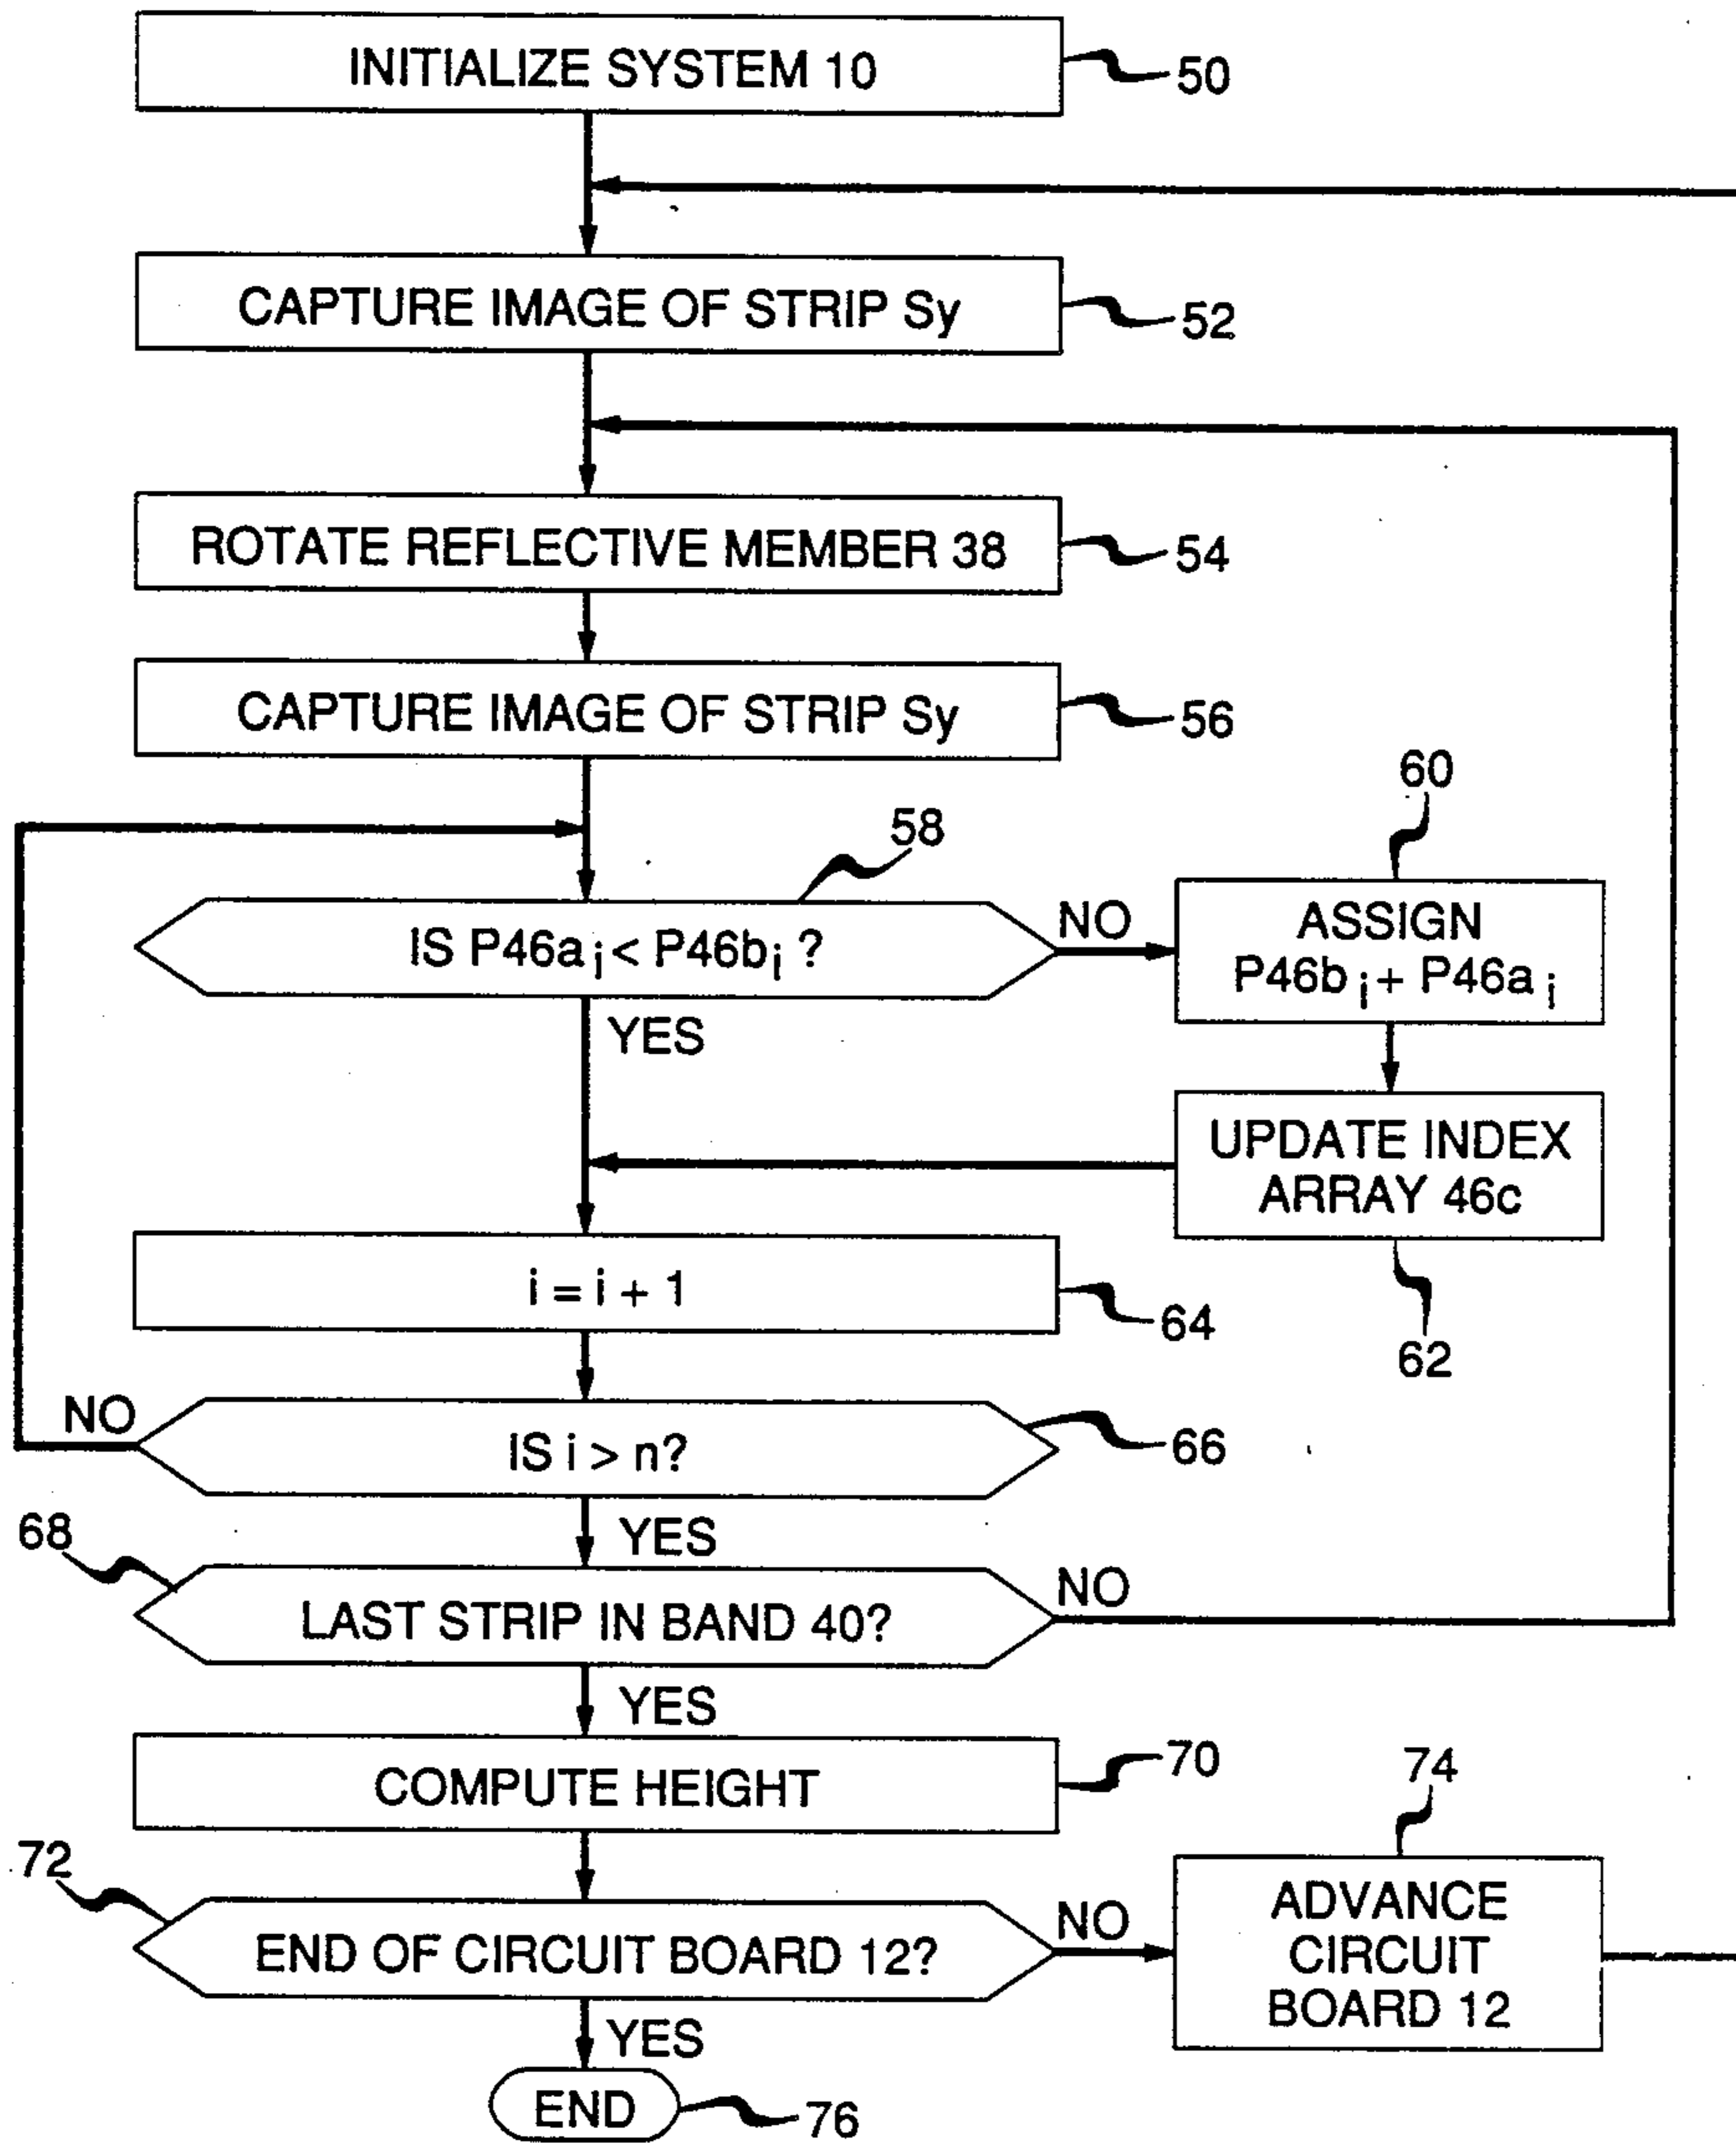 INITIALIZE SYSTEM 10
50
CAPTURE IMAGE OF STRIP Sy
52
ROTATE REFLECTIVE MEMBER 38
54
CAPTURE IMAGE OF STRIP Sy
56
58
IS P46a i < P46b i ?
NO
YES
60
ASSIGN
P46b i + P46a i
UPDATE INDEX
ARRAY 46c
62
i = i + 1
64
NO
IS i > n?
66
YES
68
LAST STRIP IN BAND 40?
NO
YES
COMPUTE HEIGHT
70
72
END OF CIRCUIT BOARD 12?
NO
YES
74
ADVANCE
CIRCUIT
BOARD 12
END
76